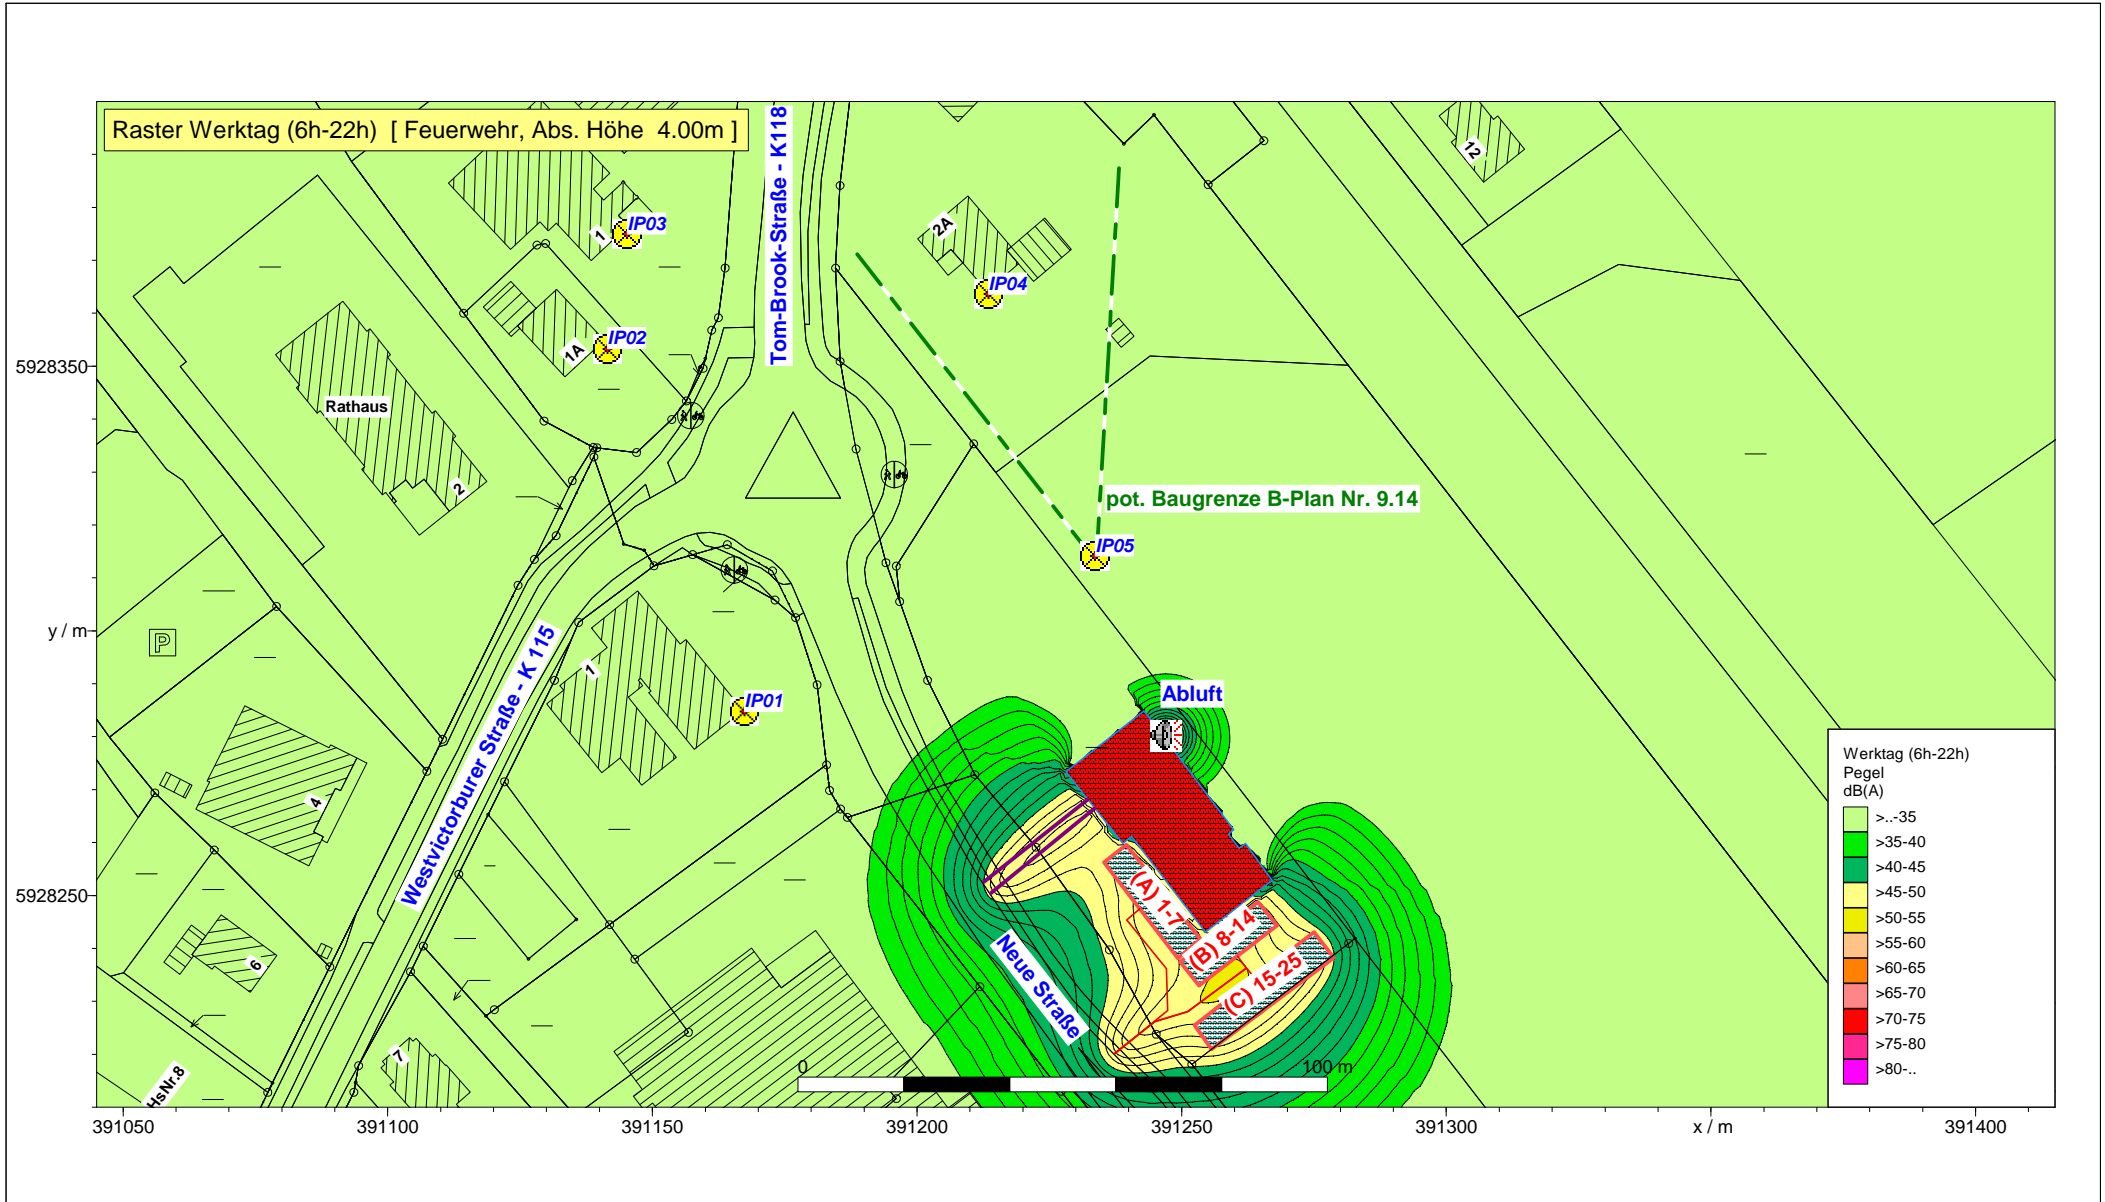 Raster Werktag (6h-22h) [ Feuerwehr, Abs. Höhe 4.00m ]
Tom-Brook-Straße - K118
12
IP03
1
2A
IP04
IP02
1A
5928350
Rathaus
2
pot. Baugrenze B-Plan Nr. 9.14
IP05
y / m
P
Westvictorburer Straße - K 115
1
IP01
Abluft
4
Werktag (6h-22h)
Pegel
dB(A)
>..-35
>35-40
>40-45
>45-50
>50-55
>55-60
>60-65
>65-70
>70-75
>75-80
>80-..
5928250
(A) 1-7
(B) 8-14
(C) 15-25
Neue Straße
6
7
HsNr.8
0
100 m
391050
391100
391150
391200
391250
391300
x / m
391400